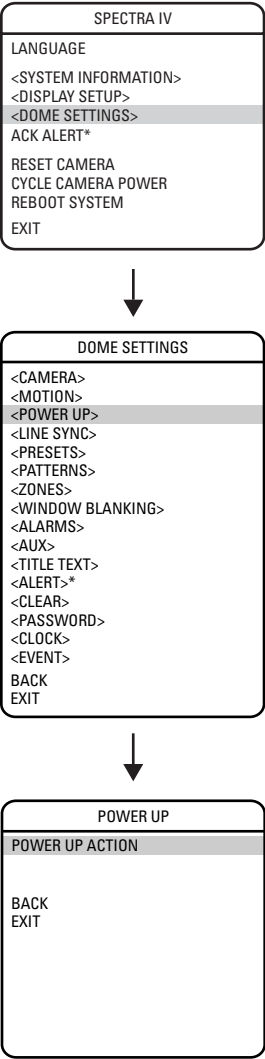 SPECTRA IV
LANGUAGE
<SYSTEM INFORMATION>
<DISPLAY SETUP>
<DOME SETTINGS>
ACK ALERT*
RESET CAMERA
CYCLE CAMERA POWER
REBOOT SYSTEM
EXIT
DOME SETTINGS
<CAMERA>
<MOTION>
<POWER UP>
<LINE SYNC>
<PRESETS>
<PATTERNS>
<ZONES>
<WINDOW BLANKING>
<ALARMS>
<AUX>
<TITLE TEXT>
<ALERT>*
<CLEAR>
<PASSWORD>
<CLOCK>
<EVENT>
BACK
EXIT
POWER UP
POWER UP ACTION
BACK
EXIT